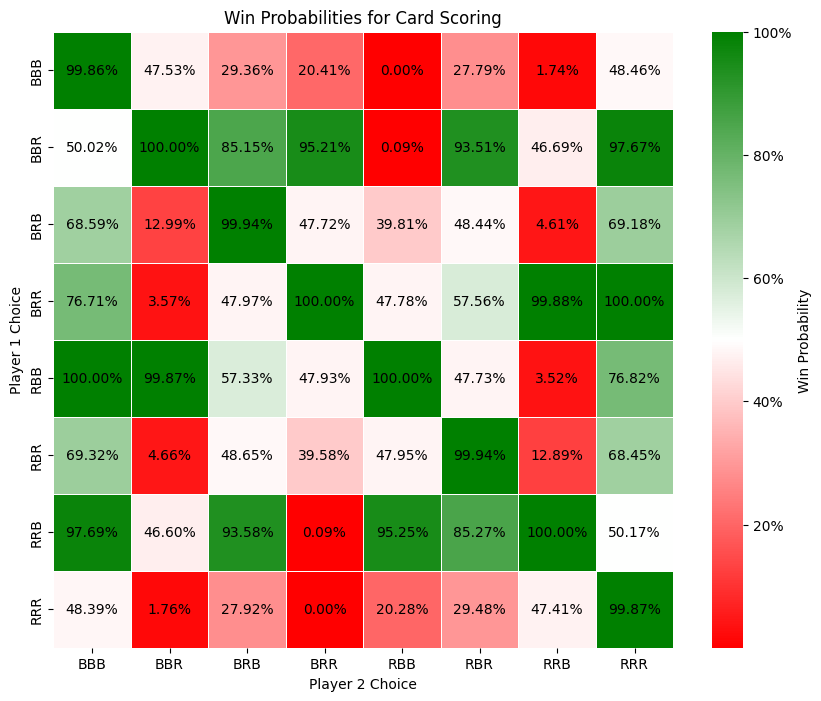 Win Probabilities for Card Scoring
BBB 99.86% 47.53% 29.36% 20.41% 0.00% 27.79% 1.74% 48.46%
BBR 50.02% 100.00% 85.15% 95.21% 0.09% 93.51% 46.69% 97.67%
BRB 68.59% 12.99% 99.94% 47.72% 39.81% 48.44% 4.61% 69.18%
BRR 76.71% 3.57% 47.97% 100.00% 47.78% 57.56% 99.88% 100.00%
RBB 100.00% 99.87% 57.33% 47.93% 100.00% 47.73% 3.52% 76.82%
RBR 69.32% 4.66% 48.65% 39.58% 47.95% 99.94% 12.89% 68.45%
RRB 97.69% 46.60% 93.58% 0.09% 95.25% 85.27% 100.00% 50.17%
RRR 48.39% 1.76% 27.92% 0.00% 20.28% 29.48% 47.41% 99.87%
BBB BBR BRB BRR RBB RBR RRB RRR
Player 2 Choice
Player 1 Choice
100%
80%
60%
40%
20%
Win Probability